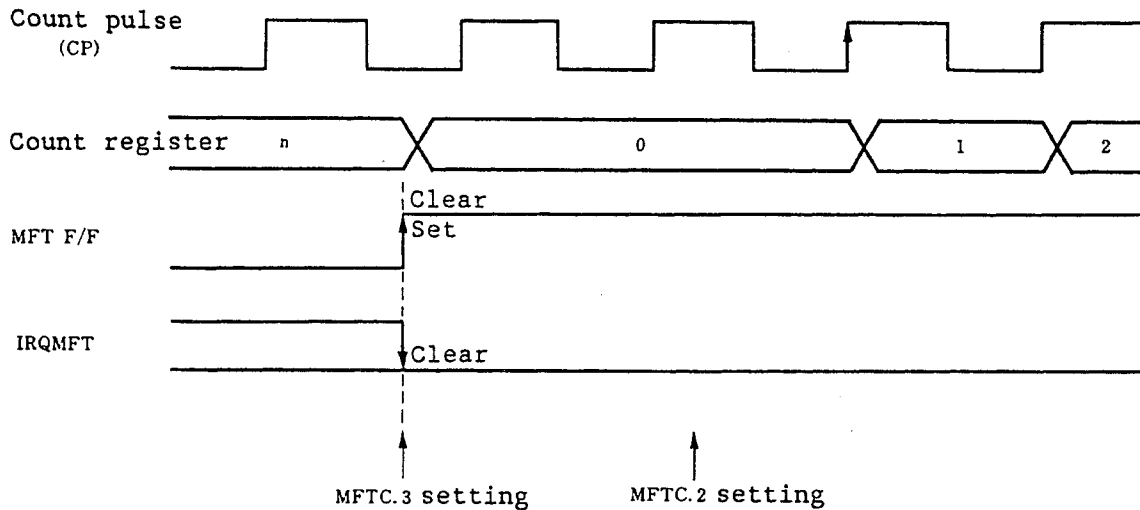 Count pulse
(CP)
Count register n 0 1 2
Clear
MFT F/F Set
IRQMFT Clear
MFTC.3 setting MFTC.2 setting